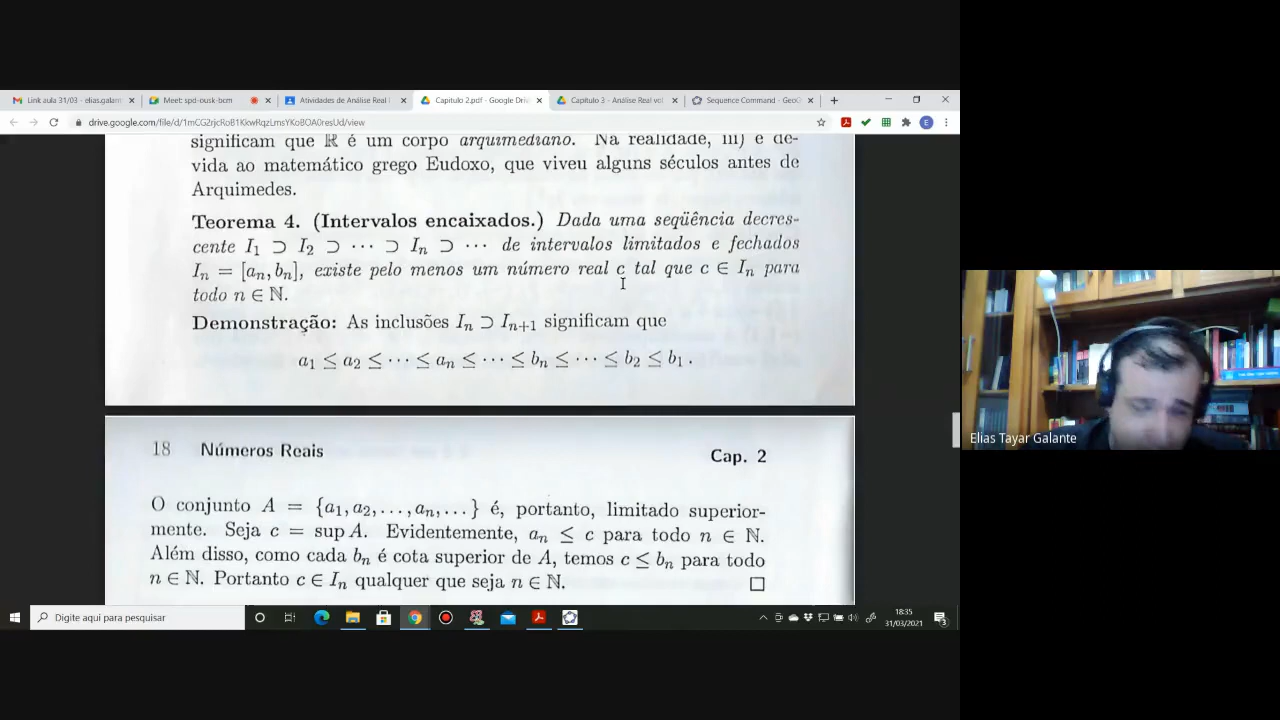 Link aula 31/03 - elias.galan
Meet: spd-ousk-bcm
Atividades de Análise Real I
Capitulo 2.pdf - Google Driv
Capitulo 3 - Análise Real vol
Sequence Command - GeoG
drive.google.com/file/d/1mCG2rjcRoB1KkwRqzLmsYKoBOA0resUd/view
significam que ℝ é um corpo arquimediano. Na realidade, iii) é de-
vida ao matemático grego Eudoxo, que viveu alguns séculos antes de
Arquimedes.
Teorema 4. (Intervalos encaixados.) Dada uma seqüência decres-
cente I₁ ⊃ I₂ ⊃ ··· ⊃ Iₙ ⊃ ··· de intervalos limitados e fechados
Iₙ = [aₙ, bₙ], existe pelo menos um número real c tal que c ∈ Iₙ para
todo n ∈ ℕ.
Demonstração: As inclusões Iₙ ⊃ Iₙ₊₁ significam que
a₁ ≤ a₂ ≤ ··· ≤ aₙ ≤ ··· ≤ bₙ ≤ ··· ≤ b₂ ≤ b₁ .
18 Números Reais Cap. 2
O conjunto A = {a₁, a₂, . . . , aₙ, . . . } é, portanto, limitado superior-
mente. Seja c = sup A. Evidentemente, aₙ ≤ c para todo n ∈ ℕ.
Além disso, como cada bₙ é cota superior de A, temos c ≤ bₙ para todo
n ∈ ℕ. Portanto c ∈ Iₙ qualquer que seja n ∈ ℕ. □
Elias Tayar Galante
Digite aqui para pesquisar
18:35
31/03/2021